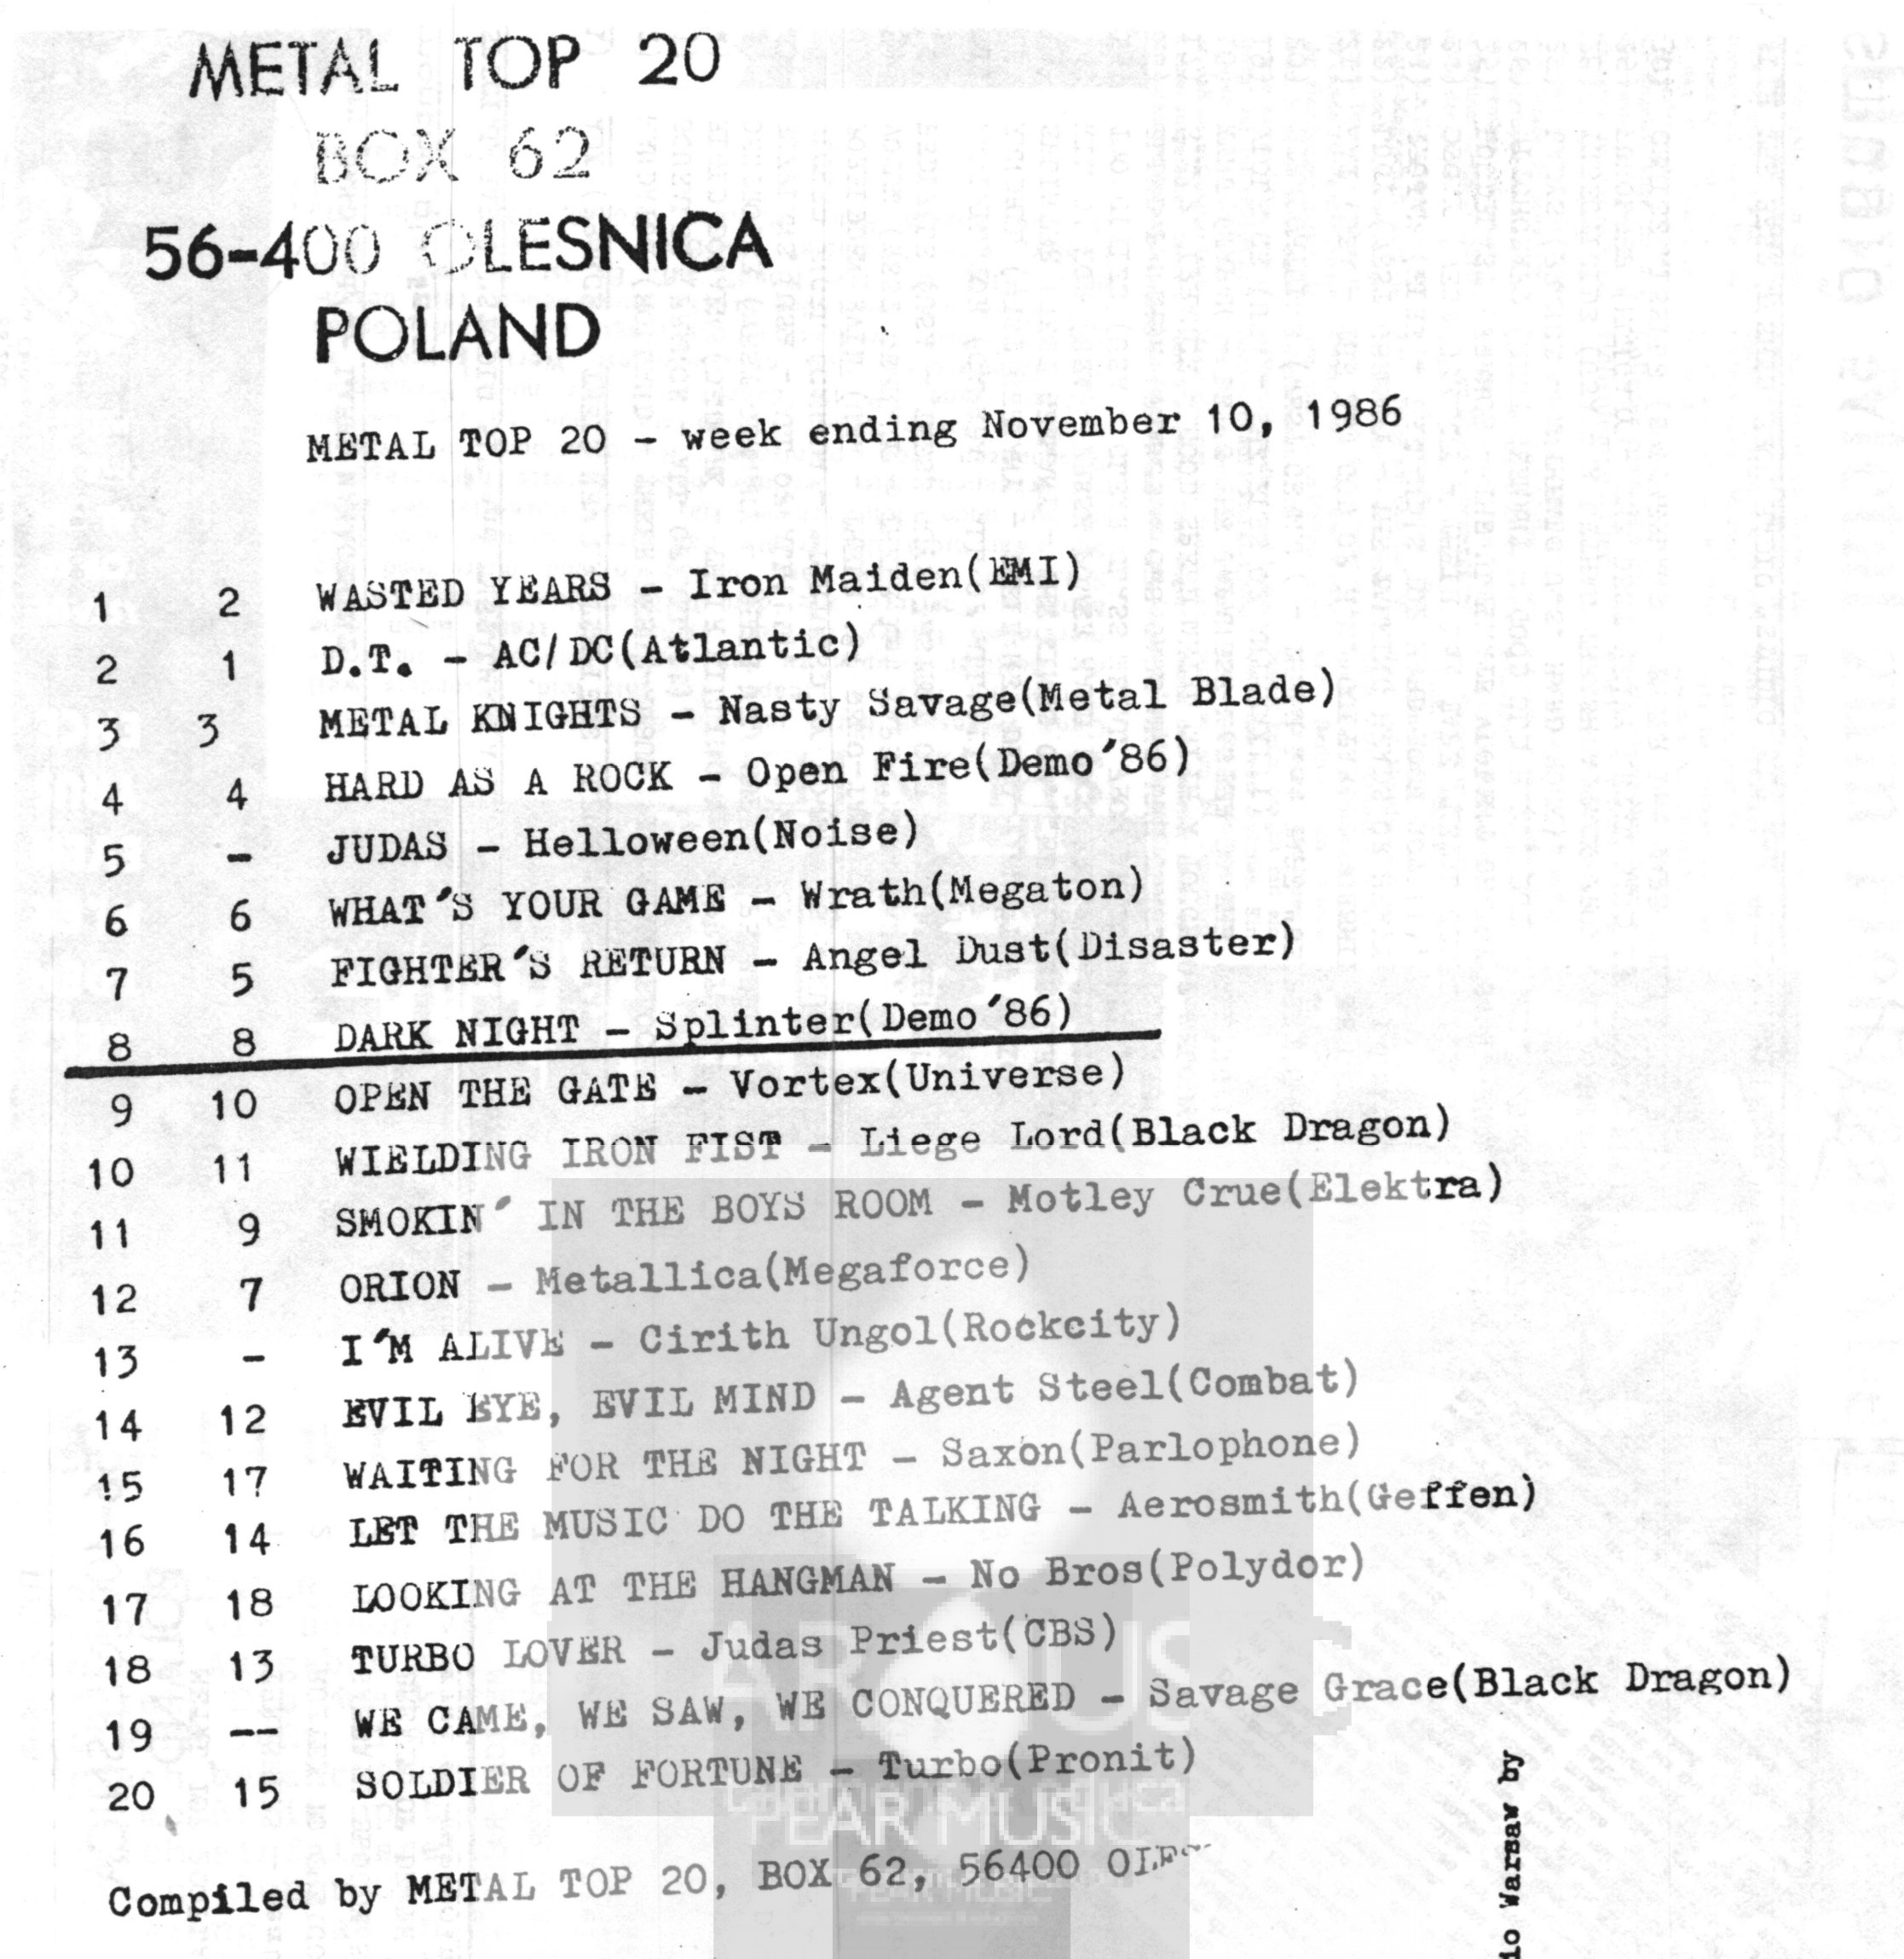 METAL TOP 20
BOX 62
56-400 OLESNICA
POLAND
METAL TOP 20 - week ending November 10, 1986
1 2 WASTED YEARS - Iron Maiden(EMI)
2 1 D.T. - AC/DC(Atlantic)
3 3 METAL KNIGHTS - Nasty Savage(Metal Blade)
4 4 HARD AS A ROCK - Open Fire(Demo'86)
5 - JUDAS - Helloween(Noise)
6 6 WHAT'S YOUR GAME - Wrath(Megaton)
7 5 FIGHTER'S RETURN - Angel Dust(Disaster)
8 8 DARK NIGHT - Splinter(Demo'86)
9 10 OPEN THE GATE - Vortex(Universe)
10 11 WIELDING IRON FIST - Liege Lord(Black Dragon)
11 9 SMOKIN' IN THE BOYS ROOM - Motley Crue(Elektra)
12 7 ORION - Metallica(Megaforce)
13 - I'M ALIVE - Cirith Ungol(Rockcity)
14 12 EVIL EYE, EVIL MIND - Agent Steel(Combat)
15 17 WAITING FOR THE NIGHT - Saxon(Parlophone)
16 14 LET THE MUSIC DO THE TALKING - Aerosmith(Geffen)
17 18 LOOKING AT THE HANGMAN - No Bros(Polydor)
18 13 TURBO LOVER - Judas Priest(CBS)
19 -- WE CAME, WE SAW, WE CONQUERED - Savage Grace(Black Dragon)
20 15 SOLDIER OF FORTUNE - Turbo(Pronit)
PEAR MUSIC
Compiled by METAL TOP 20, BOX 62, 56400
PEAR MUSIC
Warsaw by